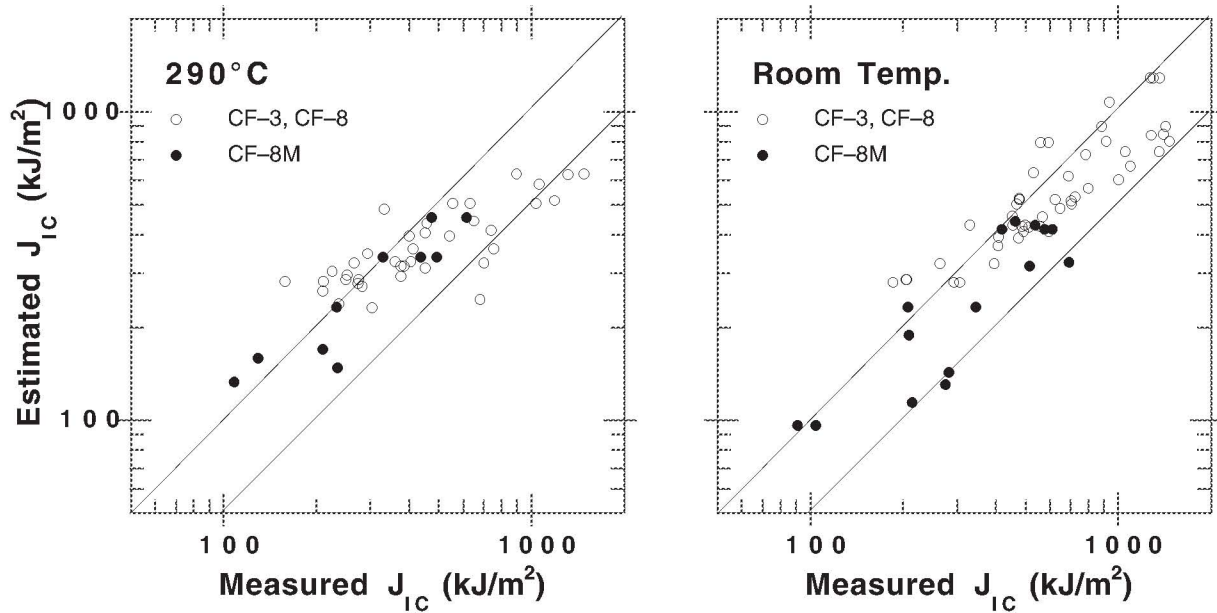 290°C
CF–3, CF–8
CF–8M
Estimated J_IC (kJ/m²)
1000
100
100
1000
Measured J_IC (kJ/m²)
Room Temp.
CF–3, CF–8
CF–8M
100
1000
Measured J_IC (kJ/m²)